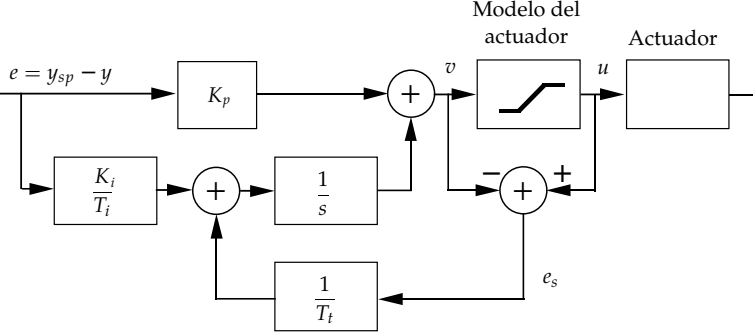 Modelo del
actuador
Actuador
e = y_sp − y
K_p
+
v
u
K_i
T_i
+
1
s
−
+
+
1
T_t
e_s